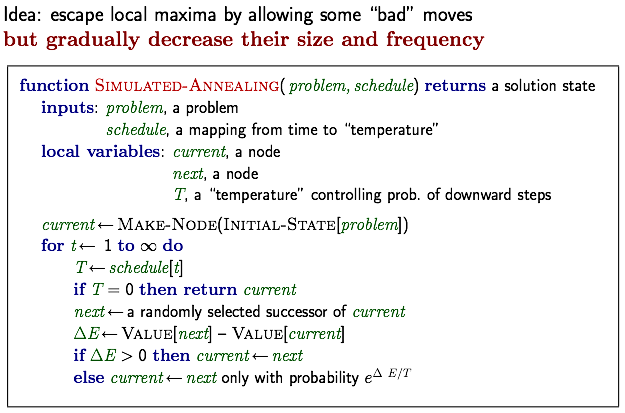 Idea: escape local maxima by allowing some “bad” moves
but gradually decrease their size and frequency
function SIMULATED-ANNEALING( problem, schedule) returns a solution state
inputs: problem, a problem
schedule, a mapping from time to “temperature”
local variables: current, a node
next, a node
T, a “temperature” controlling prob. of downward steps
current ← MAKE-NODE(INITIAL-STATE[problem])
for t ← 1 to ∞ do
T ← schedule[t]
if T = 0 then return current
next ← a randomly selected successor of current
ΔE ← VALUE[next] – VALUE[current]
if ΔE > 0 then current ← next
else current ← next only with probability e^{Δ E/T}